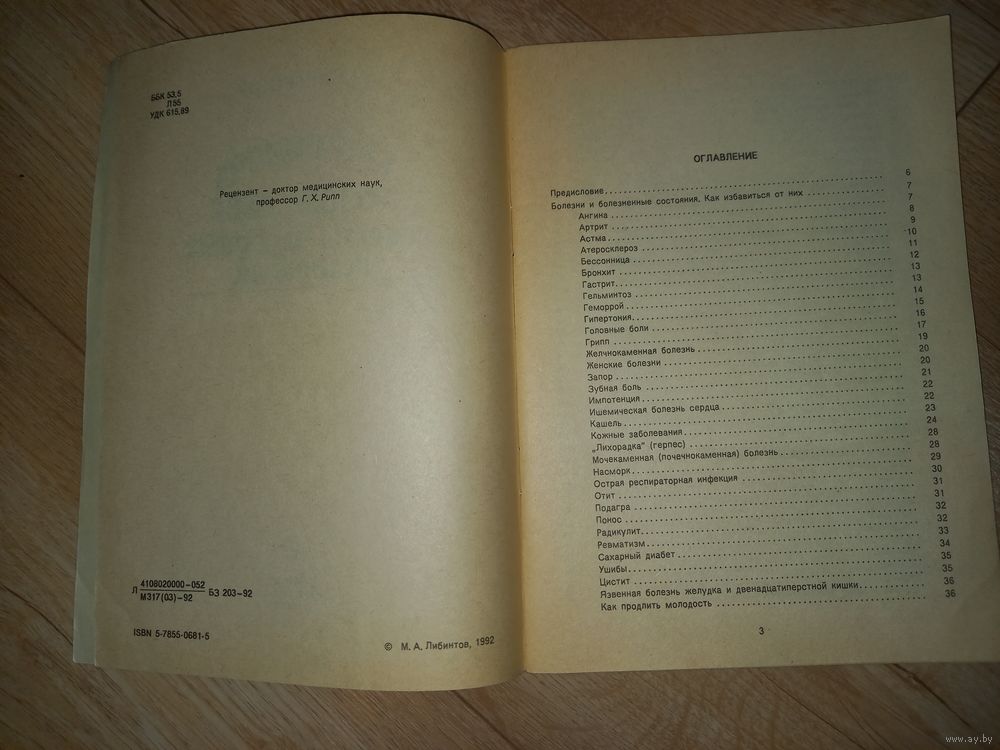 ББК 53,5
Л55
УДК 615,89
Рецензент – доктор медицинских наук,
профессор Г. Х. Рипп
Л 4108020000–052 БЗ 203–92
М317(03)–92
ISBN 5-7855-0681-5
© М. А. Либинтов, 1992
ОГЛАВЛЕНИЕ
Предисловие 6
Болезни и болезненные состояния. Как избавиться от них 7
Ангина 7
Артрит 8
Астма 9
Атеросклероз 10
Бессонница 11
Бронхит 12
Гастрит 13
Гельминтоз 13
Геморрой 14
Гипертония 15
Головные боли 16
Грипп 17
Желчнокаменная болезнь 19
Женские болезни 20
Запор 20
Зубная боль 21
Импотенция 22
Ишемическая болезнь сердца 22
Кашель 23
Кожные заболевания 24
„Лихорадка" (герпес) 28
Мочекаменная (почечнокаменная) болезнь 28
Насморк 29
Острая респираторная инфекция 30
Отит 31
Подагра 31
Понос 32
Радикулит 32
Ревматизм 33
Сахарный диабет 34
Ушибы 35
Цистит 35
Язвенная болезнь желудка и двенадцатиперстной кишки 36
Как продлить молодость 36
3
www.ay.by